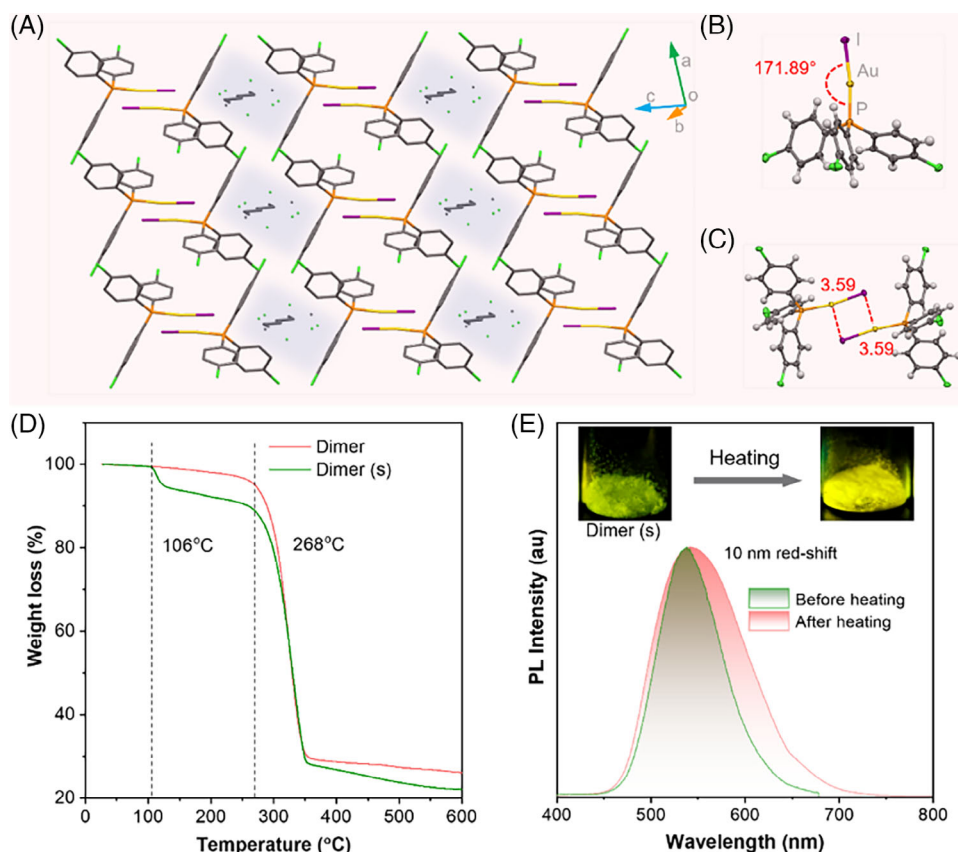 (A)
a
c
o
b
(B)
I
171.89°
Au
P
(C)
3.59
3.59
(D)
Dimer
Dimer (s)
106°C
268°C
100
80
60
40
20
0
100
200
300
400
500
600
Weight loss (%)
Temperature (°C)
(E)
Heating
Dimer (s)
10 nm red-shift
Before heating
After heating
PL Intensity (au)
400
500
600
700
800
Wavelength (nm)